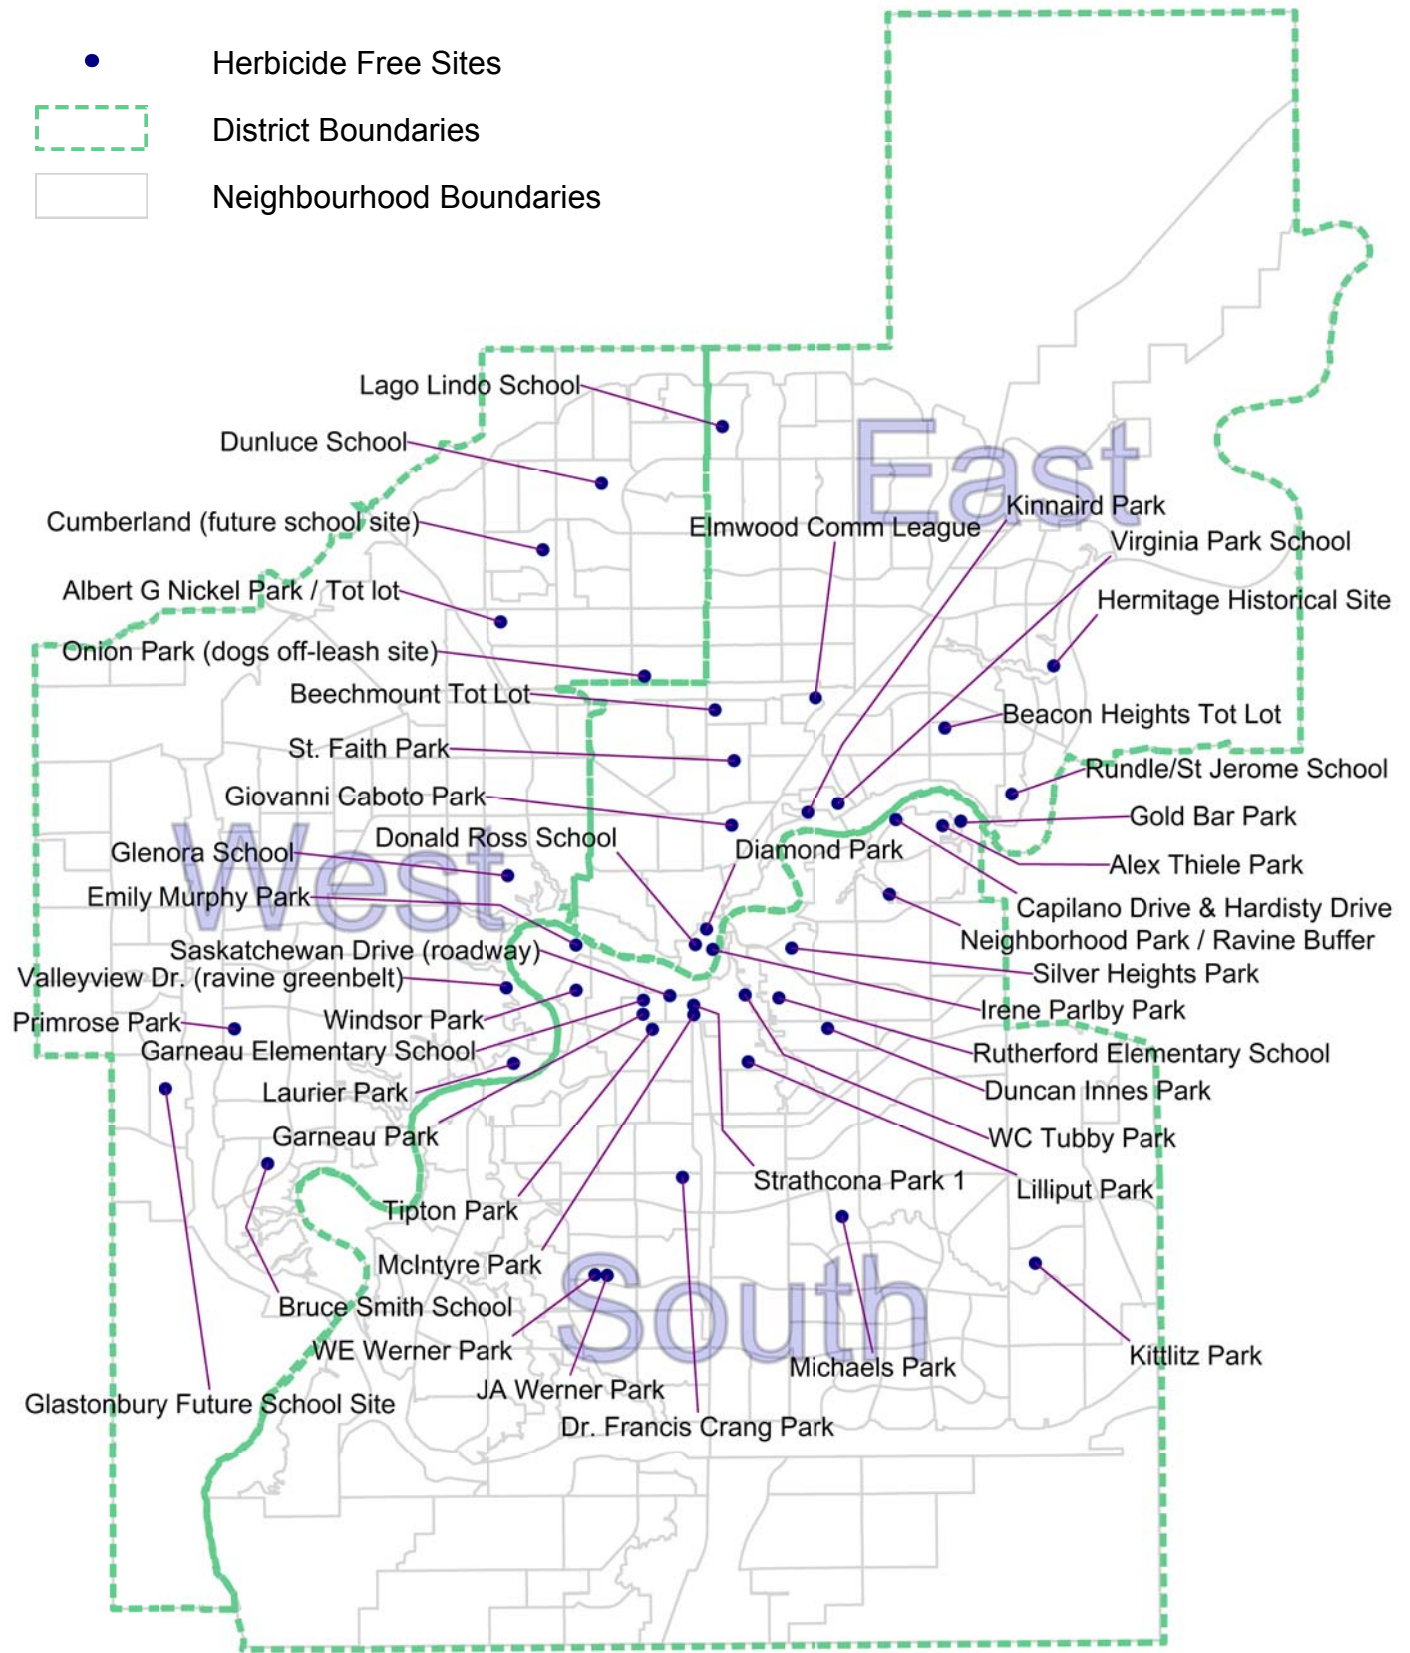 Herbicide Free Sites
District Boundaries
Neighbourhood Boundaries
Lago Lindo School
Dunluce School
East
Kinnaird Park
Cumberland (future school site)
Elmwood Comm League
Virginia Park School
Albert G Nickel Park / Tot lot
Hermitage Historical Site
Onion Park (dogs off-leash site)
Beechmount Tot Lot
Beacon Heights Tot Lot
St. Faith Park
Rundle/St Jerome School
Giovanni Caboto Park
Gold Bar Park
Donald Ross School
Diamond Park
Glenora School
West
Alex Thiele Park
Emily Murphy Park
Capilano Drive & Hardisty Drive
Neighborhood Park / Ravine Buffer
Saskatchewan Drive (roadway)
Silver Heights Park
Valleyview Dr. (ravine greenbelt)
Irene Parlby Park
Primrose Park
Windsor Park
Garneau Elementary School
Rutherford Elementary School
Laurier Park
Duncan Innes Park
Garneau Park
WC Tubby Park
Strathcona Park 1
Lilliput Park
Tipton Park
McIntyre Park
South
Bruce Smith School
WE Werner Park
Michaels Park
Kittlitz Park
JA Werner Park
Glastonbury Future School Site
Dr. Francis Crang Park